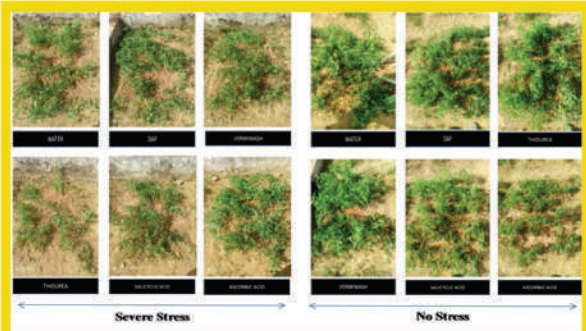 WATER DAP VERMIWASH WATER DAP THIOUREA
THIOUREA SALICYLIC ACID ASCORBIC ACID VERMIWASH SALICYLIC ACID ASCORBIC ACID
Severe Stress No Stress